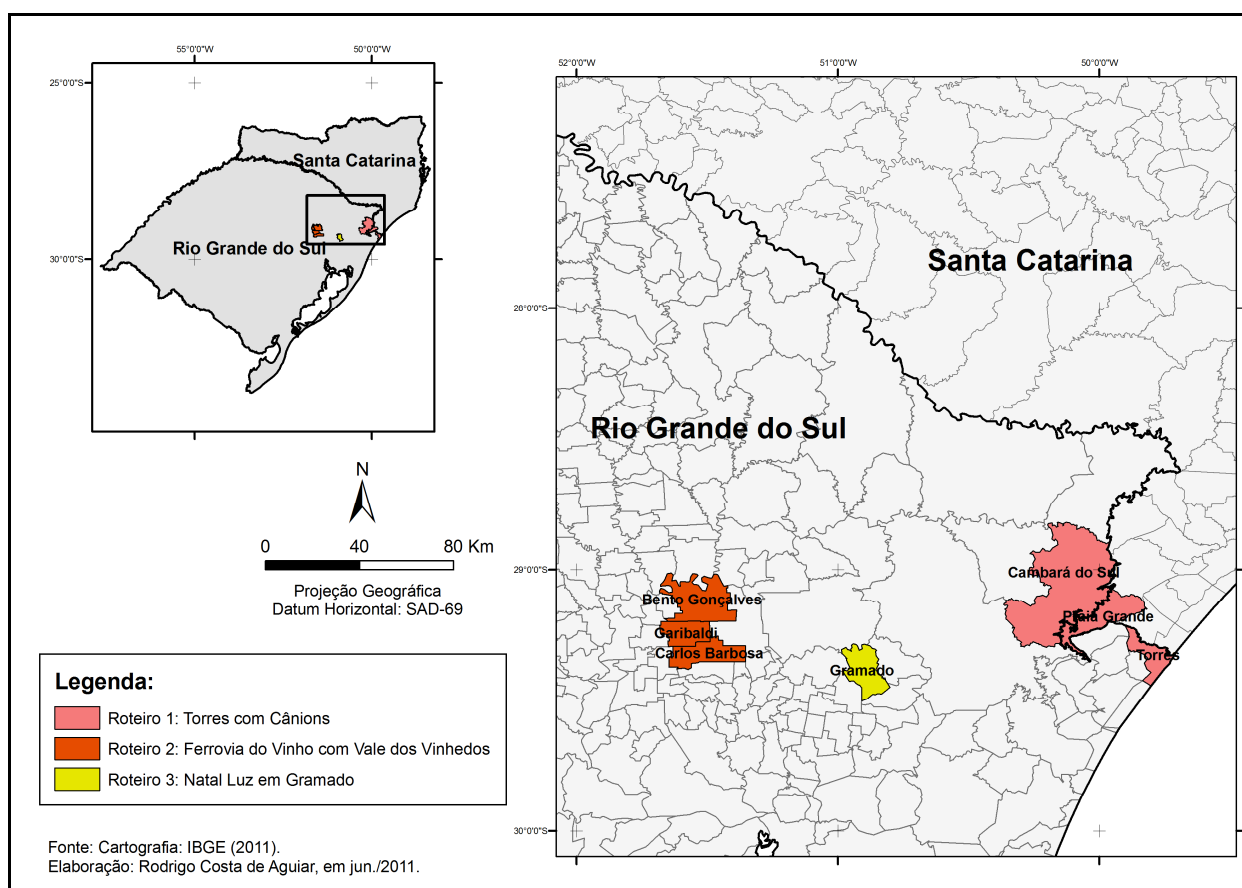 55°0'0"W
50°0'0"W
25°0'0"S
30°0'0"S
Santa Catarina
Rio Grande do Sul
N
0 40 80 Km
Projeção Geográfica
Datum Horizontal: SAD-69
Legenda:
Roteiro 1: Torres com Cânions
Roteiro 2: Ferrovia do Vinho com Vale dos Vinhedos
Roteiro 3: Natal Luz em Gramado
Fonte: Cartografia: IBGE (2011).
Elaboração: Rodrigo Costa de Aguiar, em jun./2011.
52°0'0"W
51°0'0"W
50°0'0"W
26°0'0"S
29°0'0"S
30°0'0"S
Santa Catarina
Rio Grande do Sul
Cambará do Sul
Bento Gonçalves
Praia Grande
Garibaldi
Carlos Barbosa
Torres
Gramado